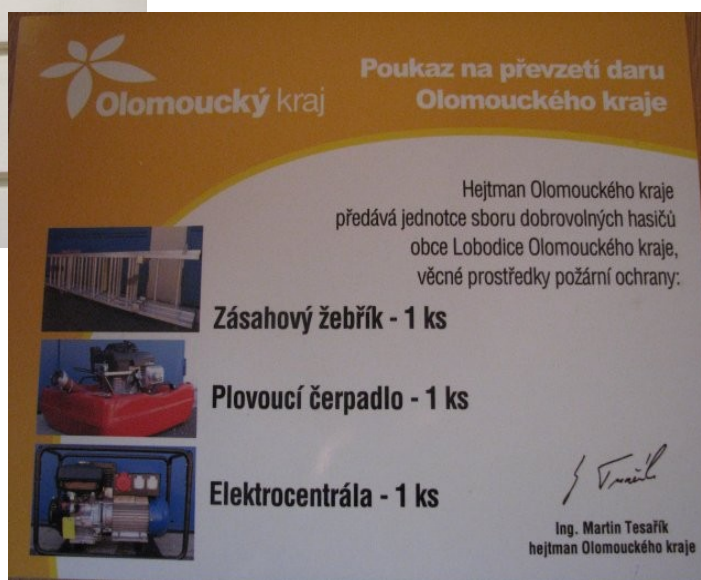 Olomoucký kraj
Poukaz na převzetí daru
Olomouckého kraje
Hejtman Olomouckého kraje
předává jednotce sboru dobrovolných hasičů
obce Lobodice Olomouckého kraje,
věcné prostředky požární ochrany:
Zásahový žebřík - 1 ks
Plovoucí čerpadlo - 1 ks
Elektrocentrála - 1 ks
Ing. Martin Tesařík
hejtman Olomouckého kraje